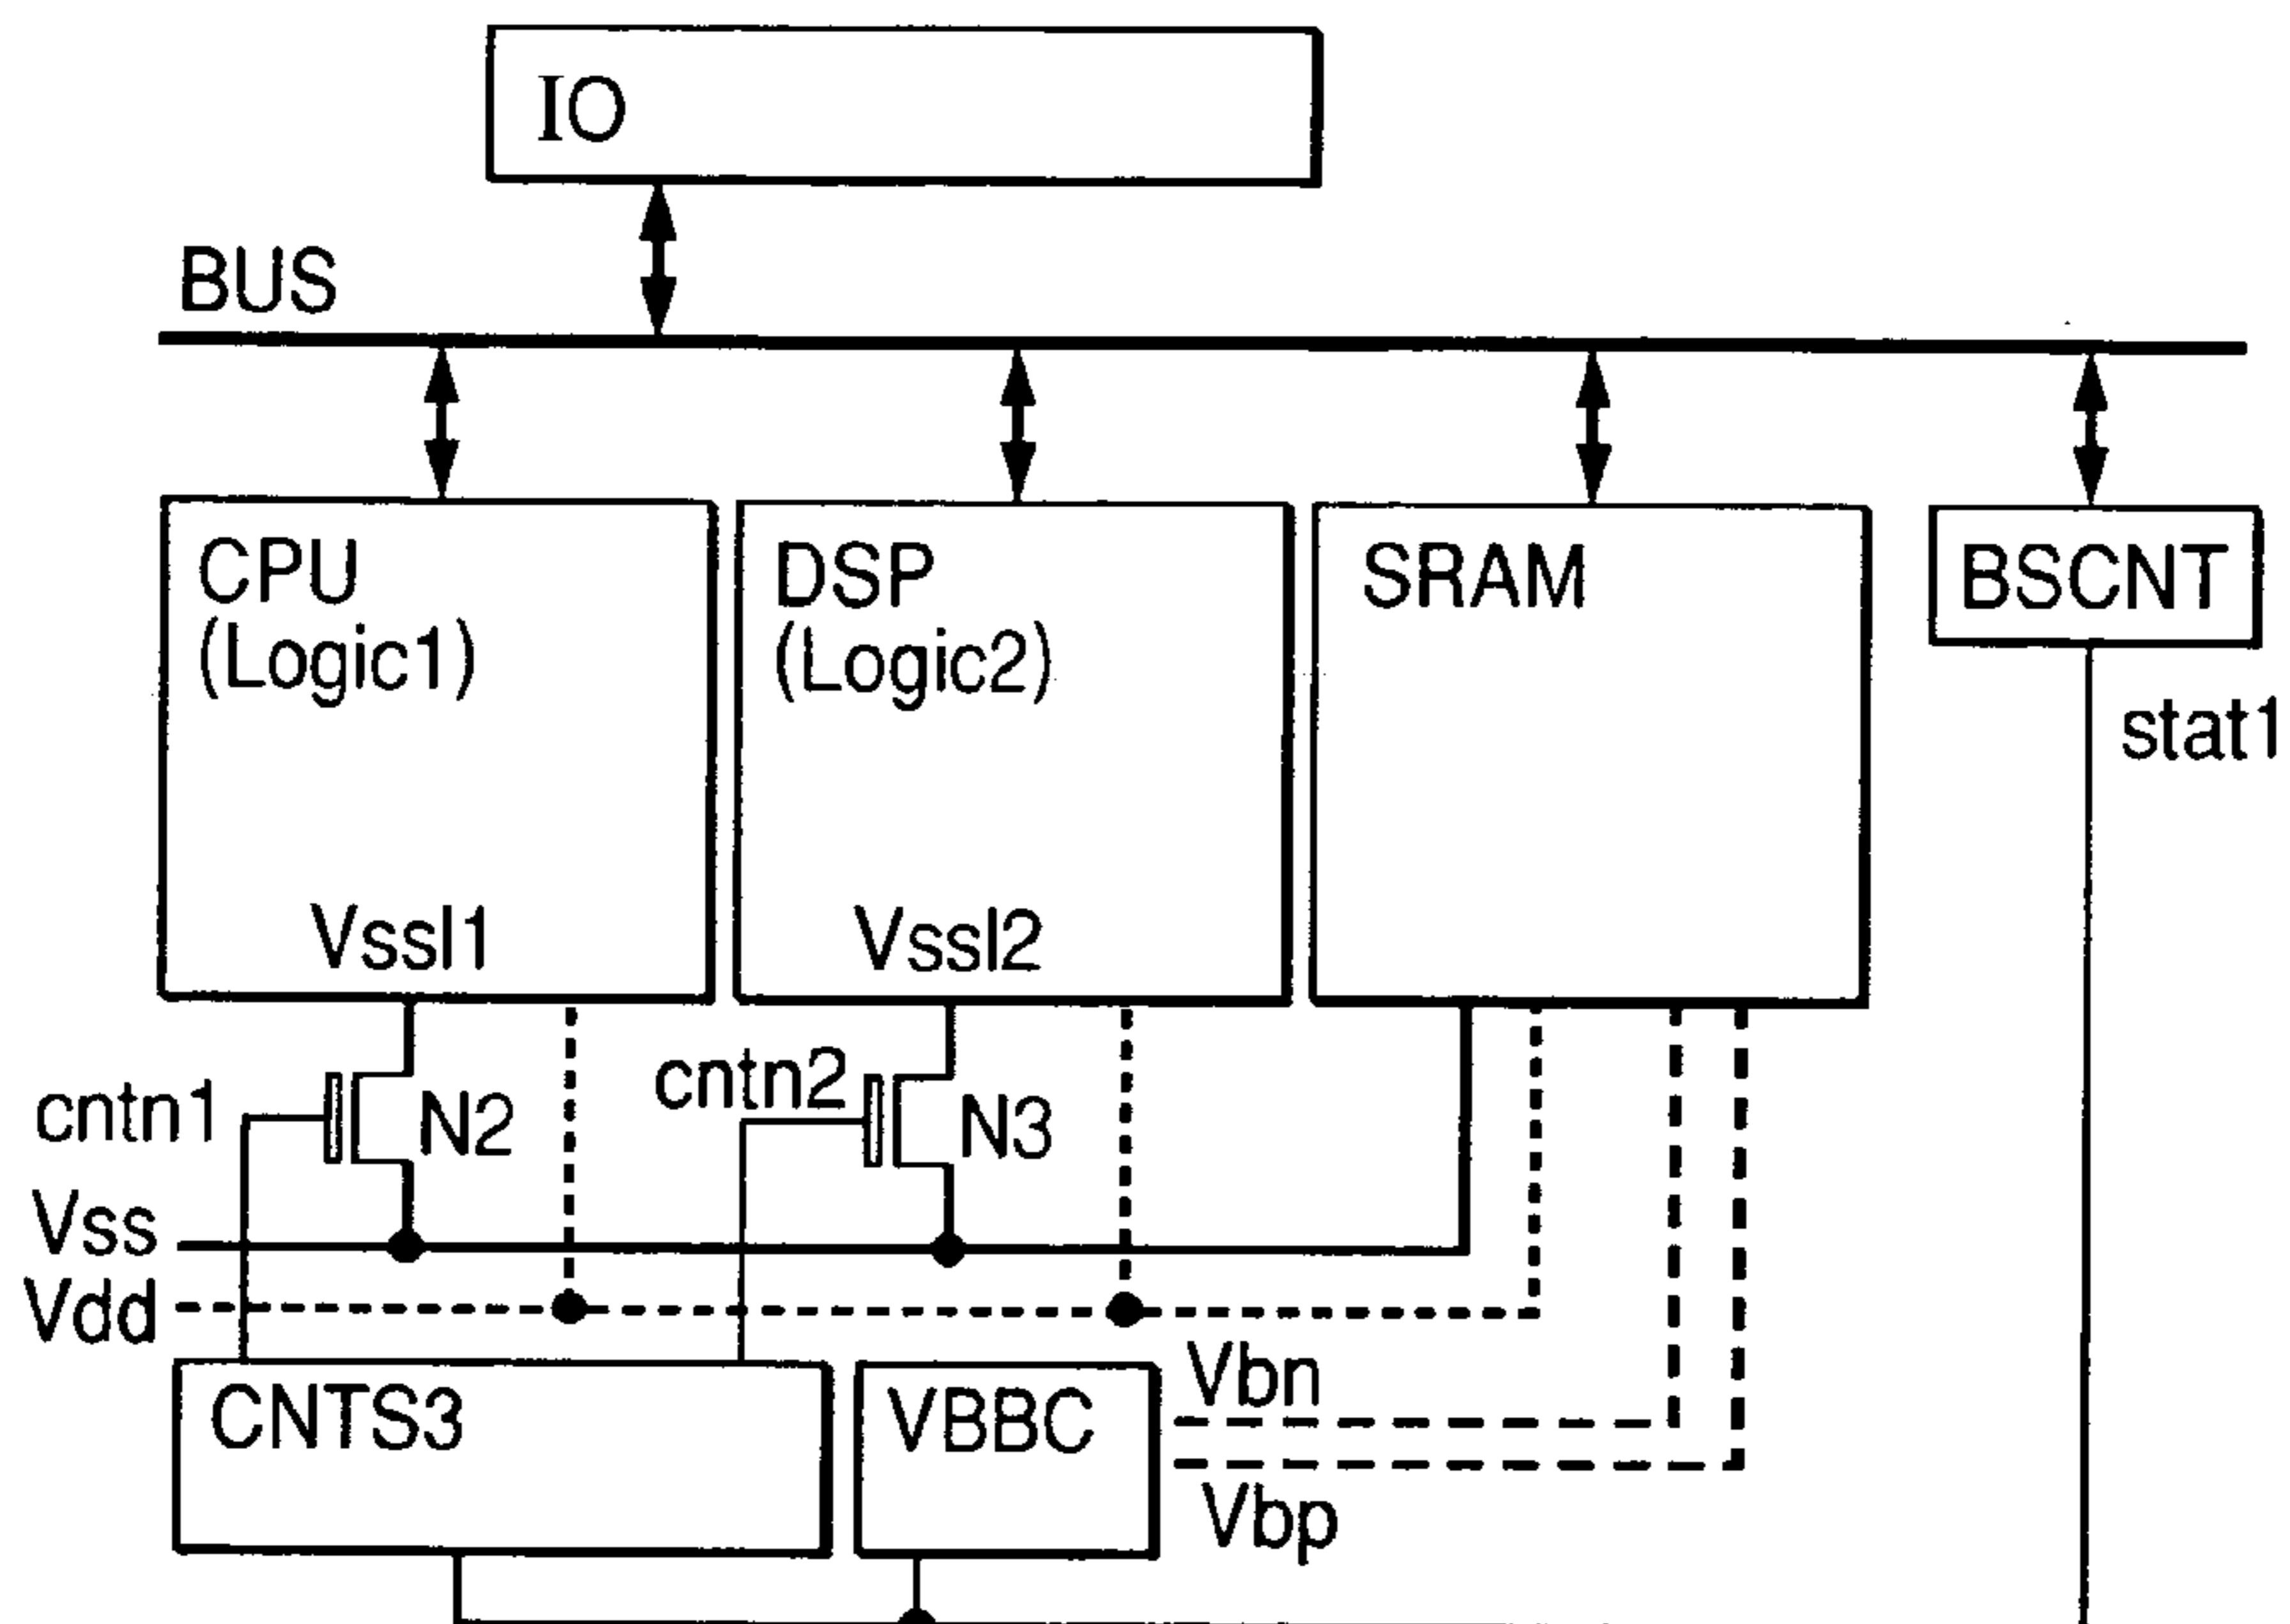 IO
BUS
CPU
(Logic1)
DSP
(Logic2)
SRAM
BSCNT
stat1
Vssl1
Vssl2
cntn1
N2
cntn2
N3
Vss
Vdd
CNTS3
VBBC
Vbn
Vbp